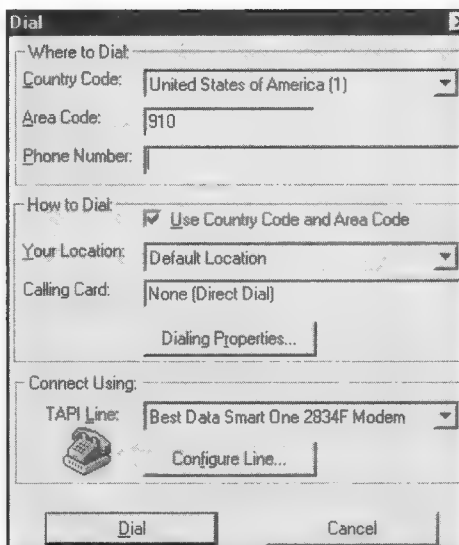 Dial
Where to Dial:
Country Code: United States of America (1)
Area Code: 910
Phone Number:
How to Dial:
Use Country Code and Area Code
Your Location: Default Location
Calling Card: None (Direct Dial)
Dialing Properties...
Connect Using:
TAPI Line: Best Data Smart One 2834F Modem
Configure Line...
Dial Cancel